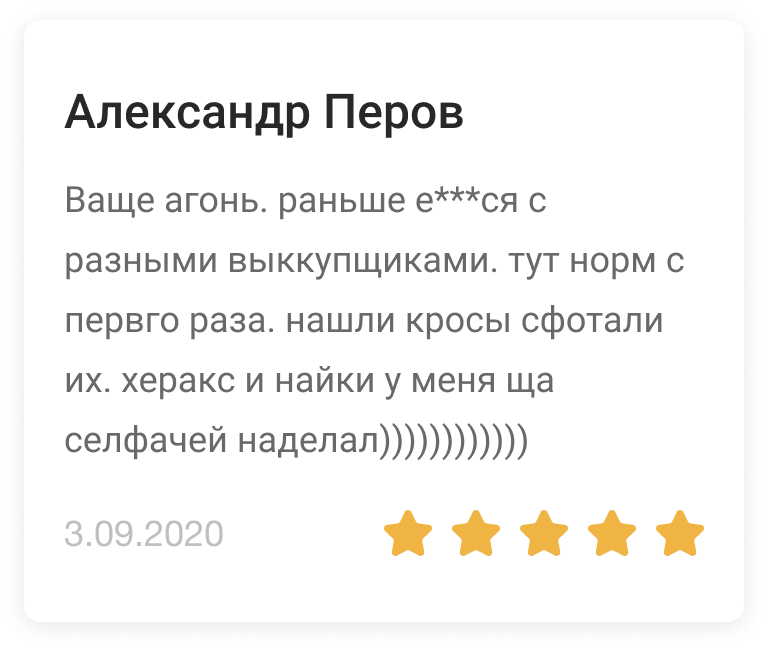 Александр Перов
Ваще агонь. раньше е***ся с
разными выккупщиками. тут норм с
первго раза. нашли кросы сфотали
их. херакс и найки у меня ща
селфачей наделал))))))))))))
3.09.2020